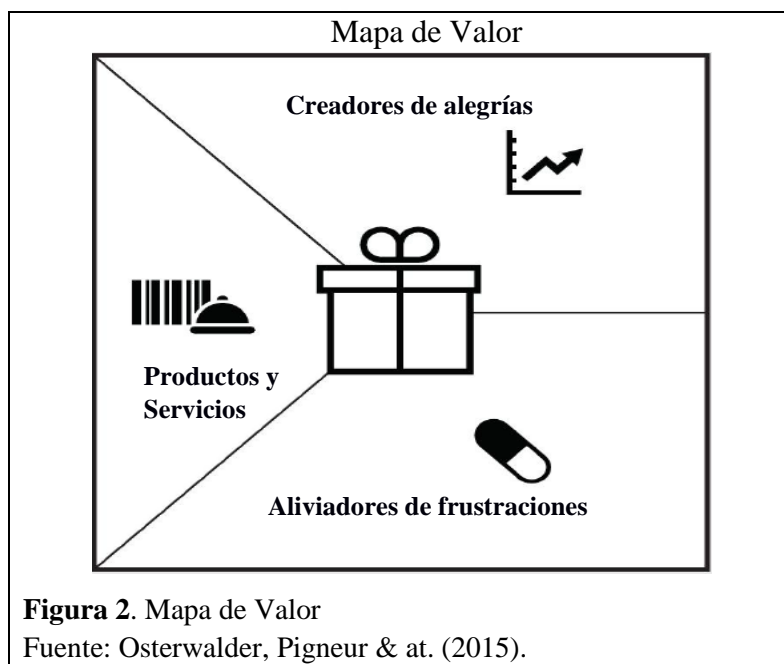 Mapa de Valor
Creadores de alegrías
Productos y
Servicios
Aliviadores de frustraciones
Figura 2. Mapa de Valor
Fuente: Osterwalder, Pigneur & at. (2015).